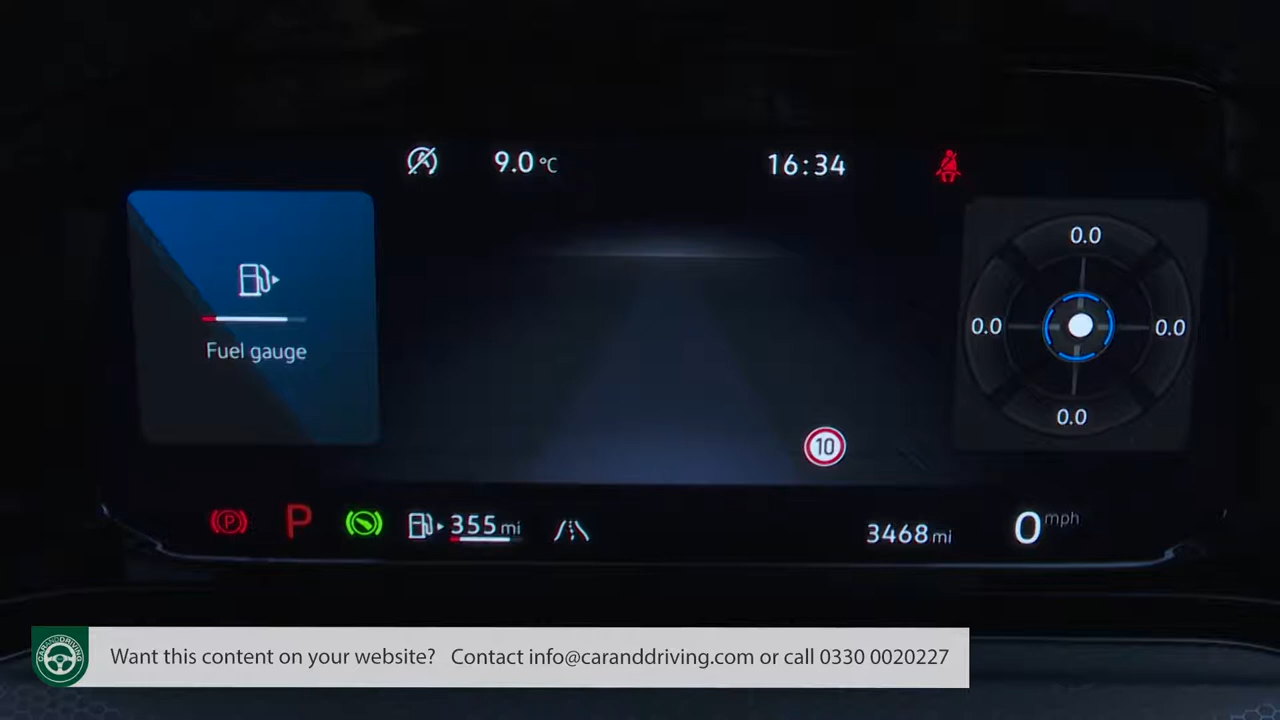 9.0 °C
16:34
0.0
0.0
0.0
0.0
Fuel gauge
10
P
P
355 mi
3468 mi
0 mph
CARANDDRIVING
Want this content on your website? Contact info@caranddriving.com or call 0330 0020227